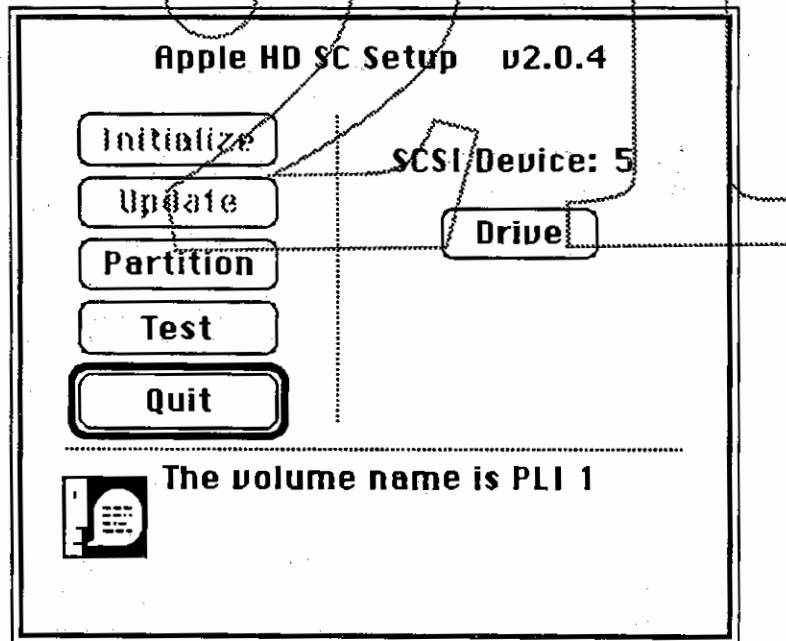 Apple HD SC Setup v2.0.4
Initialize
Update
Partition
Test
Quit
SCSI Device: 5
Drive
The volume name is PLI 1